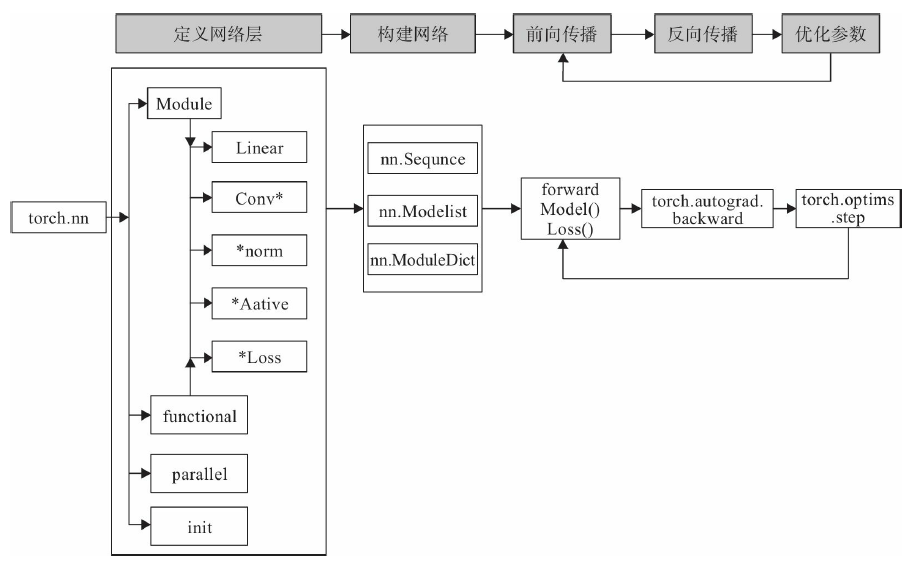 定义网络层
构建网络
前向传播
反向传播
优化参数
Module
Linear
Conv*
*norm
*Aative
*Loss
torch.nn
functional
parallel
init
nn.Sequnce
nn.Modelist
nn.ModuleDict
forward
Model()
Loss()
torch.autograd.
backward
torch.optims
.step